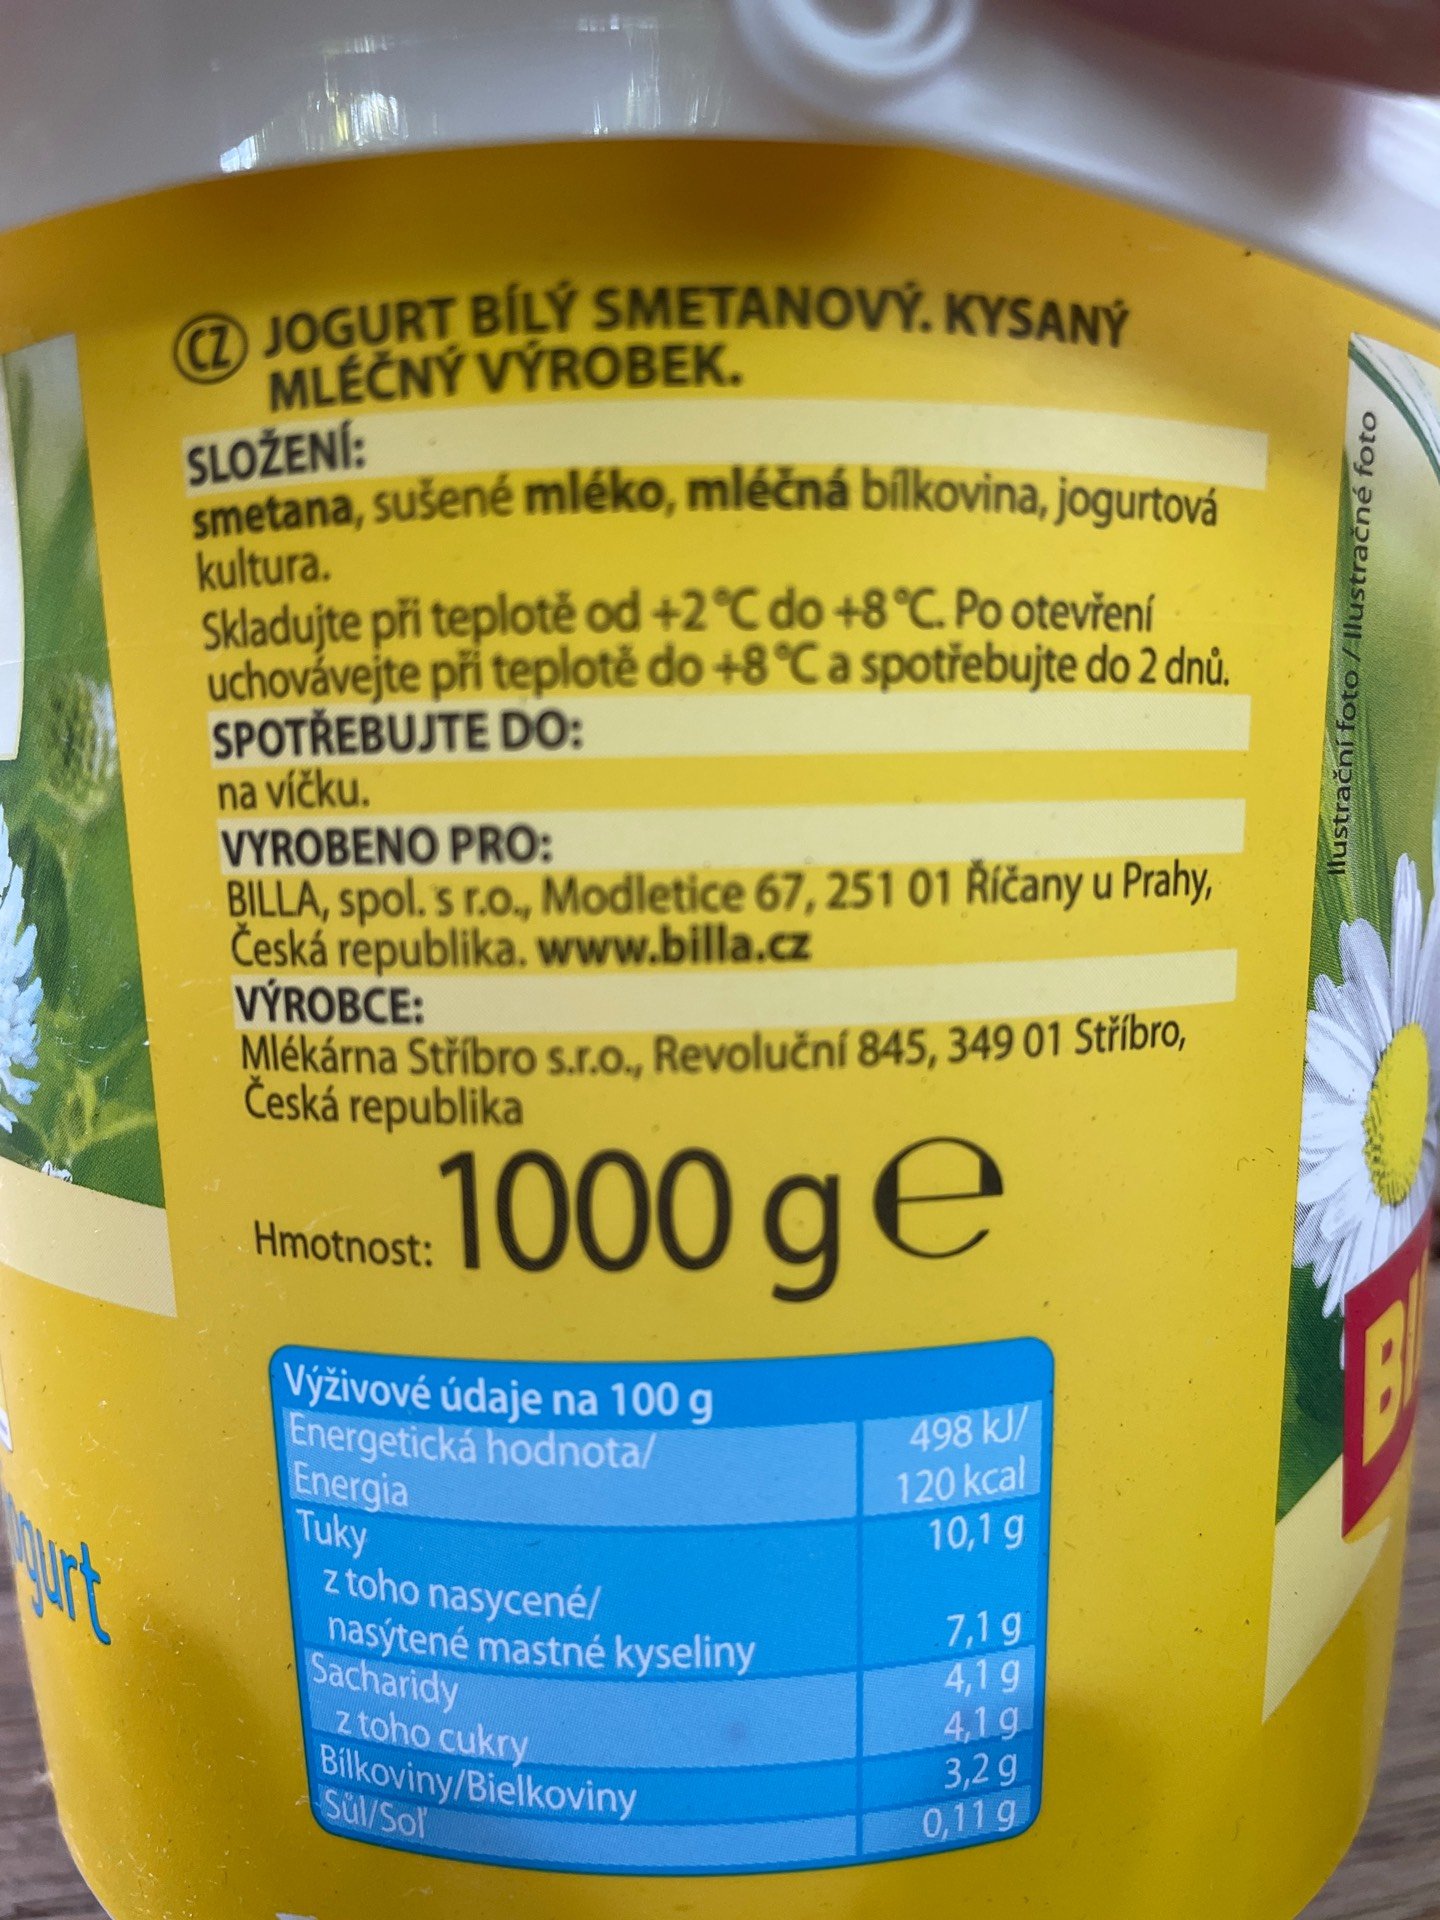 CZ JOGURT BÍLÝ SMETANOVÝ. KYSANÝ
MLÉČNÝ VÝROBEK.
SLOŽENÍ:
smetana, sušené mléko, mléčná bílkovina, jogurtová
kultura.
Skladujte při teplotě od +2 °C do +8 °C. Po otevření
uchovávejte při teplotě do +8 °C a spotřebujte do 2 dnů.
SPOTŘEBUJTE DO:
na víčku.
VYROBENO PRO:
BILLA, spol. s r.o., Modletice 67, 251 01 Říčany u Prahy,
Česká republika. www.billa.cz
VÝROBCE:
Mlékárna Stříbro s.r.o., Revoluční 845, 349 01 Stříbro,
Česká republika
Hmotnost: 1000 g e
Výživové údaje na 100 g
Energetická hodnota/ 498 kJ/
Energia 120 kcal
Tuky 10,1 g
z toho nasycené/
nasýtené mastné kyseliny 7,1 g
Sacharidy 4,1 g
z toho cukry 4,1 g
Bílkoviny/Bielkoviny 3,2 g
Sůl/Soľ 0,11 g
Ilustrační foto / Ilustračné foto